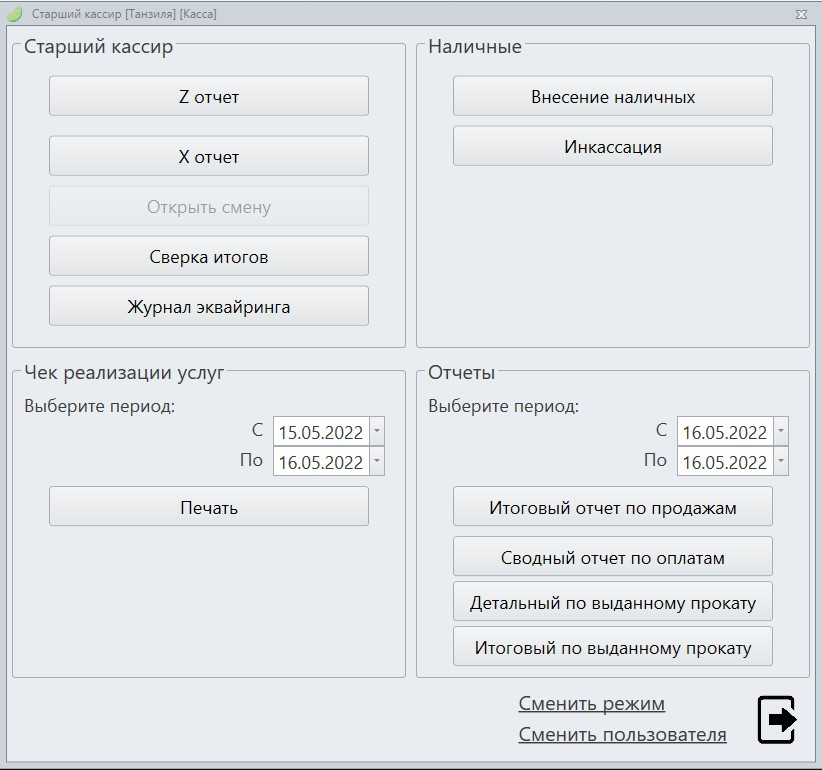 Старший кассир [Танзиля] [Касса]
Старший кассир
Z отчет
X отчет
Открыть смену
Сверка итогов
Журнал эквайринга
Наличные
Внесение наличных
Инкассация
Чек реализации услуг
Выберите период:
С 15.05.2022
По 16.05.2022
Печать
Отчеты
Выберите период:
С 16.05.2022
По 16.05.2022
Итоговый отчет по продажам
Сводный отчет по оплатам
Детальный по выданному прокату
Итоговый по выданному прокату
Сменить режим
Сменить пользователя